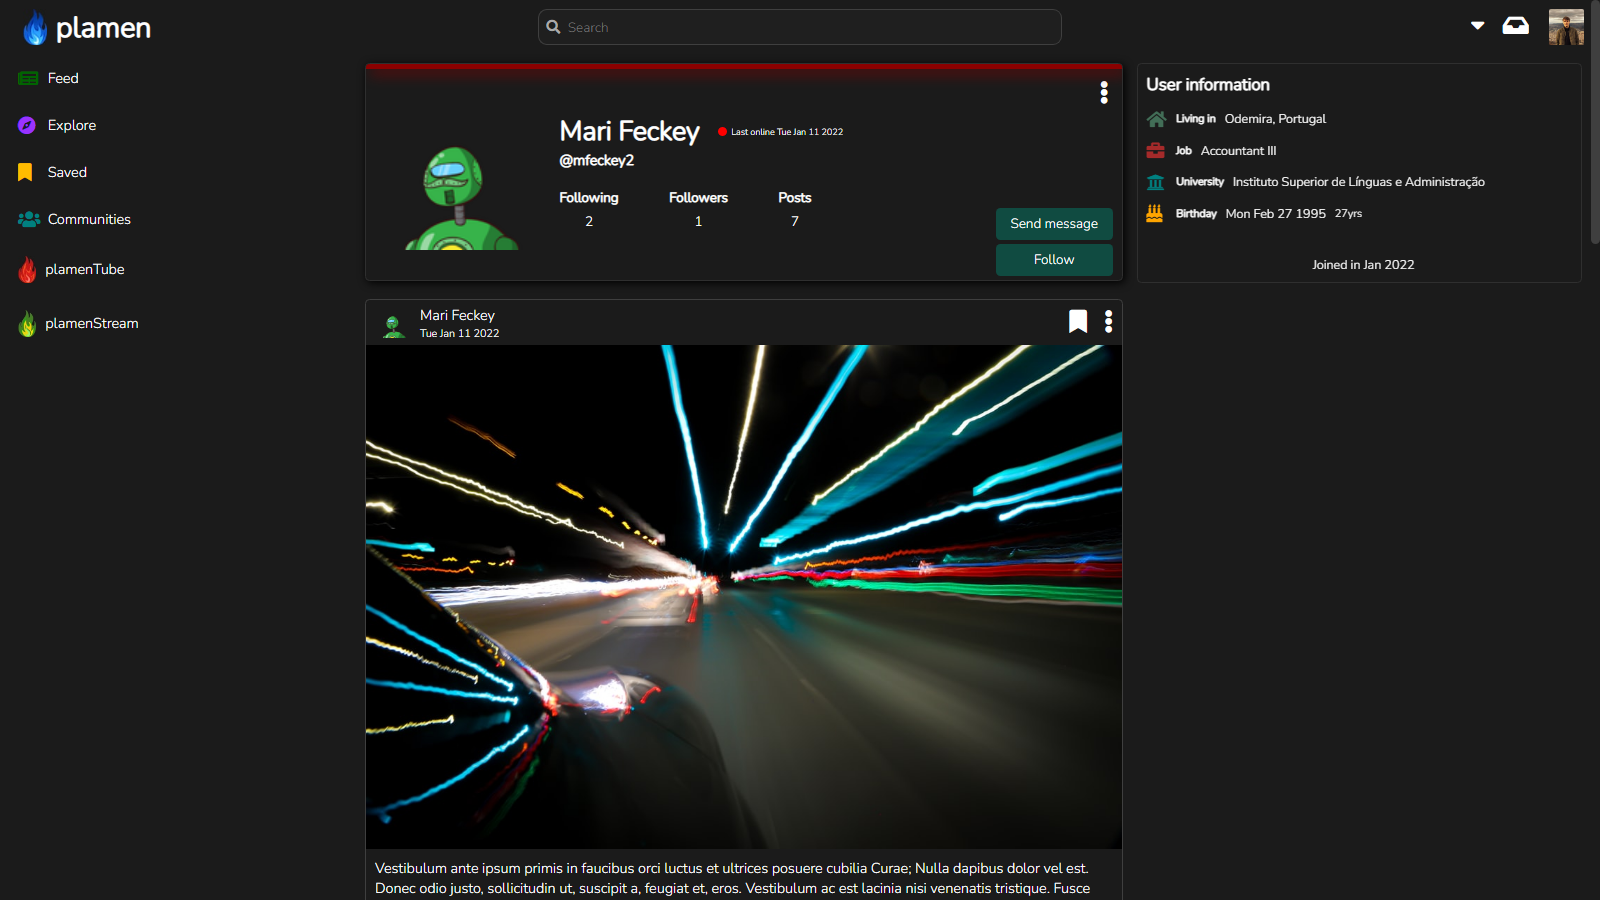 plamen
Search
Feed
Explore
Saved
Communities
plamenTube
plamenStream
Mari Feckey
Last online Tue Jan 11 2022
@mfeckey2
Following Followers Posts
2 1 7
Send message
Follow
User information
Living in Odemira, Portugal
Job Accountant III
University Instituto Superior de Línguas e Administração
Birthday Mon Feb 27 1995 27yrs
Joined in Jan 2022
Mari Feckey
Tue Jan 11 2022
Vestibulum ante ipsum primis in faucibus orci luctus et ultrices posuere cubilia Curae; Nulla dapibus dolor vel est.
Donec odio justo, sollicitudin ut, suscipit a, feugiat et, eros. Vestibulum ac est lacinia nisi venenatis tristique. Fusce